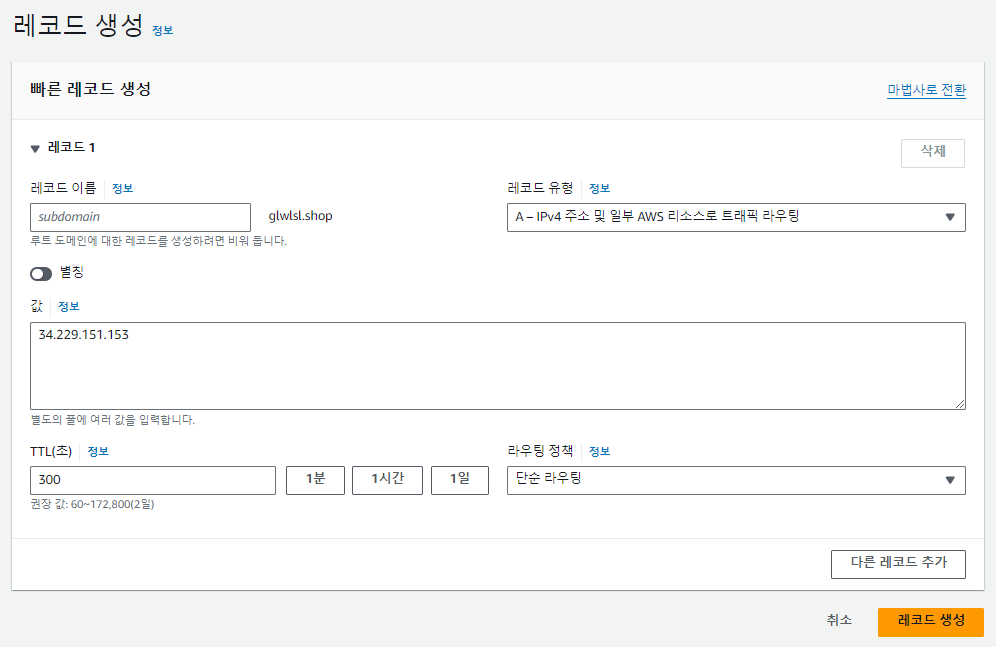 레코드 생성 정보
빠른 레코드 생성 마법사로 전환
▼ 레코드 1 삭제
레코드 이름 정보 레코드 유형 정보
subdomain glwlsl.shop A – IPv4 주소 및 일부 AWS 리소스로 트래픽 라우팅
루트 도메인에 대한 레코드를 생성하려면 비워 둡니다.
별칭
값 정보
34.229.151.153
별도의 풀에 여러 값을 입력합니다.
TTL(초) 정보 라우팅 정책 정보
300 1분 1시간 1일 단순 라우팅
권장 값: 60~172,800(2일)
다른 레코드 추가
취소 레코드 생성